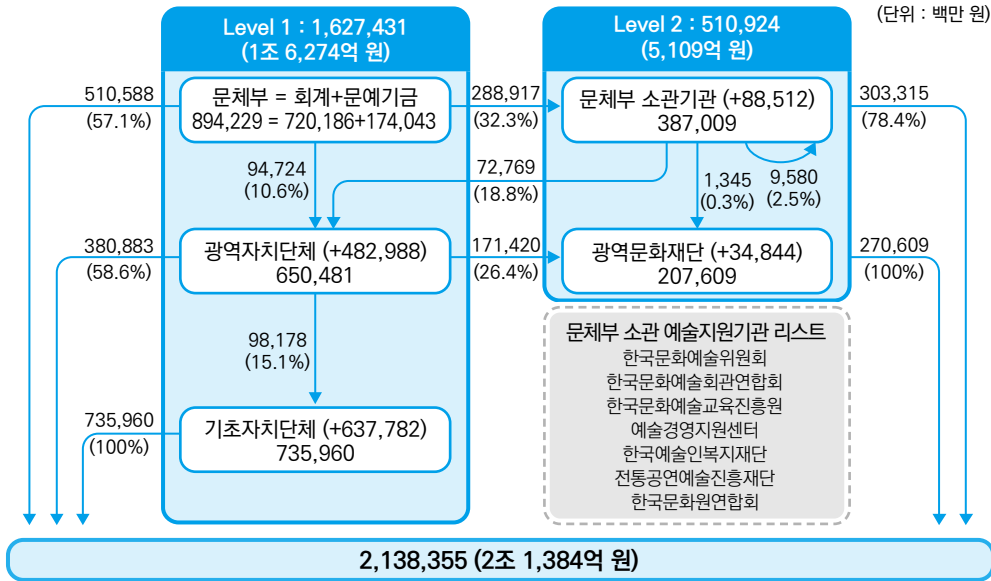 (단위 : 백만 원)
Level 1 : 1,627,431
(1조 6,274억 원)
Level 2 : 510,924
(5,109억 원)
510,588
(57.1%)
문체부 = 회계+문예기금
894,229 = 720,186+174,043
288,917
(32.3%)
문체부 소관기관 (+88,512)
387,009
303,315
(78.4%)
94,724
(10.6%)
72,769
(18.8%)
1,345
(0.3%)
9,580
(2.5%)
380,883
(58.6%)
광역자치단체 (+482,988)
650,481
171,420
(26.4%)
광역문화재단 (+34,844)
207,609
270,609
(100%)
98,178
(15.1%)
문체부 소관 예술지원기관 리스트
한국문화예술위원회
한국문화예술회관연합회
한국문화예술교육진흥원
예술경영지원센터
한국예술인복지재단
전통공연예술진흥재단
한국문화원연합회
735,960
(100%)
기초자치단체 (+637,782)
735,960
2,138,355 (2조 1,384억 원)